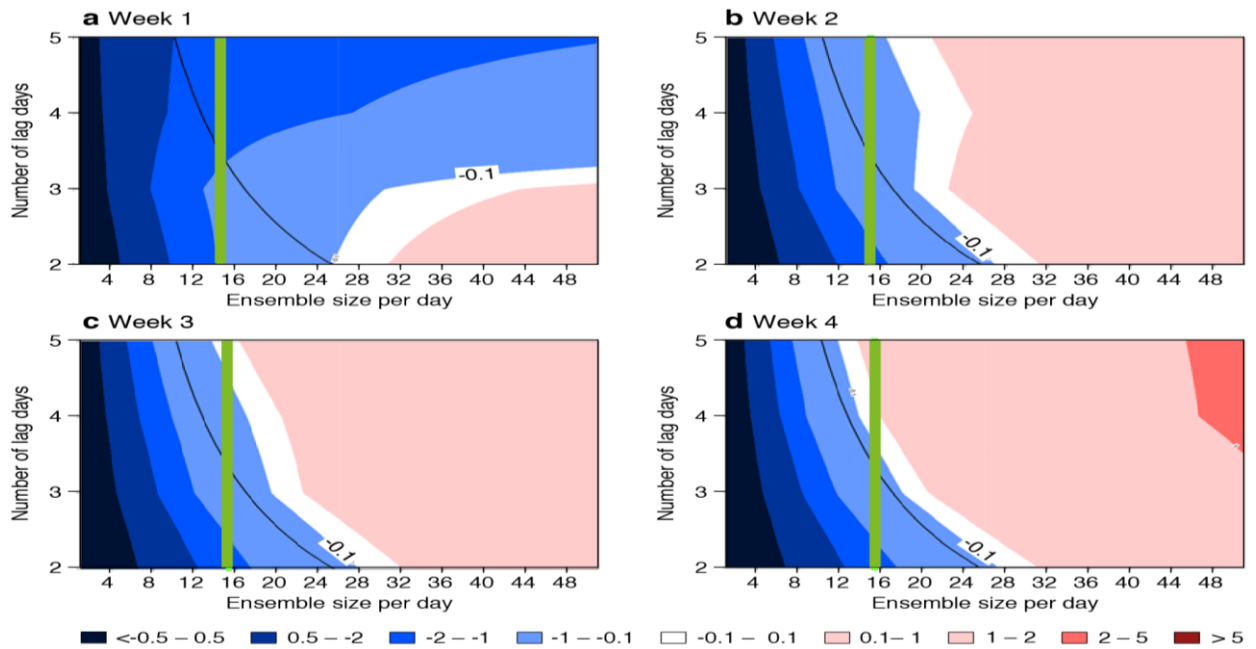 a Week 1
b Week 2
5
4
3
2
Number of lag days
-0.1
4 8 12 16 20 24 28 32 36 40 44 48
Ensemble size per day
5
4
3
2
Number of lag days
-0.1
4 8 12 16 20 24 28 32 36 40 44 48
Ensemble size per day
c Week 3
d Week 4
5
4
3
2
Number of lag days
-0.1
4 8 12 16 20 24 28 32 36 40 44 48
Ensemble size per day
5
4
3
2
Number of lag days
-0.1
4 8 12 16 20 24 28 32 36 40 44 48
Ensemble size per day
<-0.5 – 0.5 0.5 – -2 -2 – -1 -1 – -0.1 -0.1 – 0.1 0.1– 1 1 – 2 2 – 5 > 5